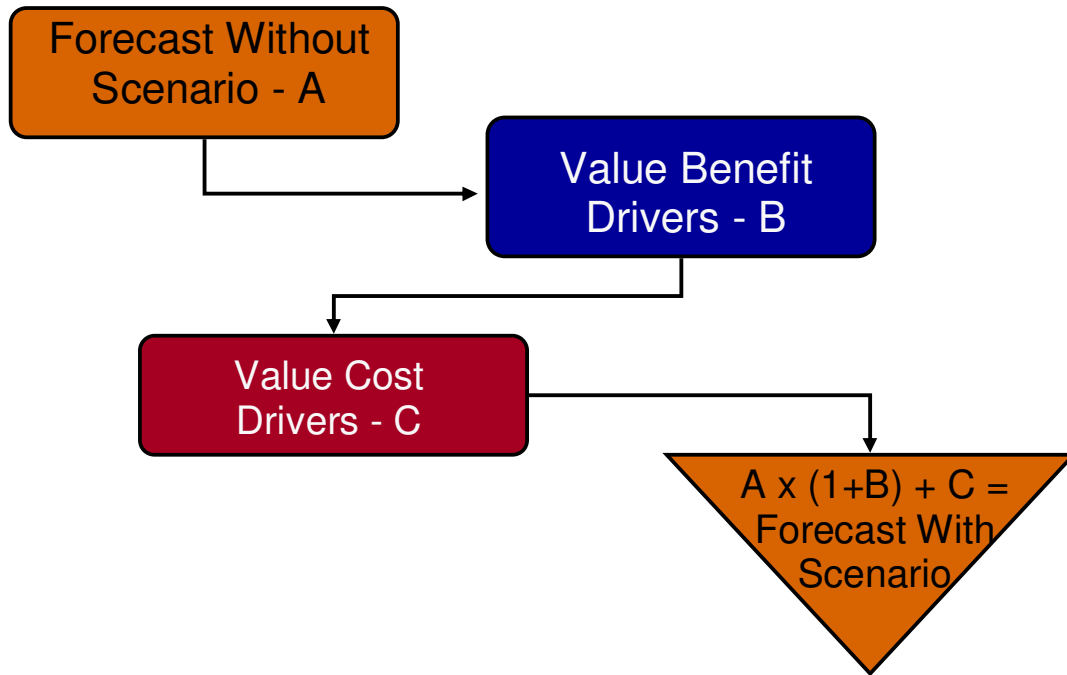 Forecast Without
Scenario - A
Value Benefit
Drivers - B
Value Cost
Drivers - C
A x (1+B) + C =
Forecast With
Scenario